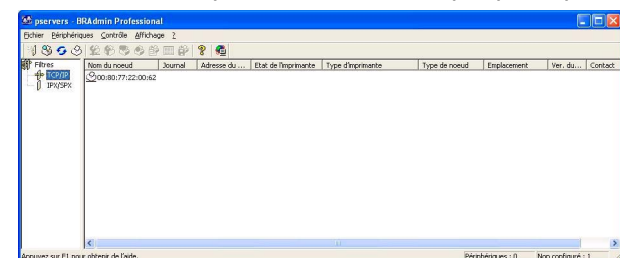 pservers - BRAdmin Professional
Fichier Périphériques Contrôle Affichage ?
Filtres
TCP/IP
IPX/SPX
Nom du noeud Journal Adresse du ... Etat de l'imprimante Type d'imprimante Type de noeud Emplacement Ver. du... Contact
00:80:77:22:00:62
Appuyez sur F1 pour obtenir de l'aide. Périphériques : 0 Non configuré : 1